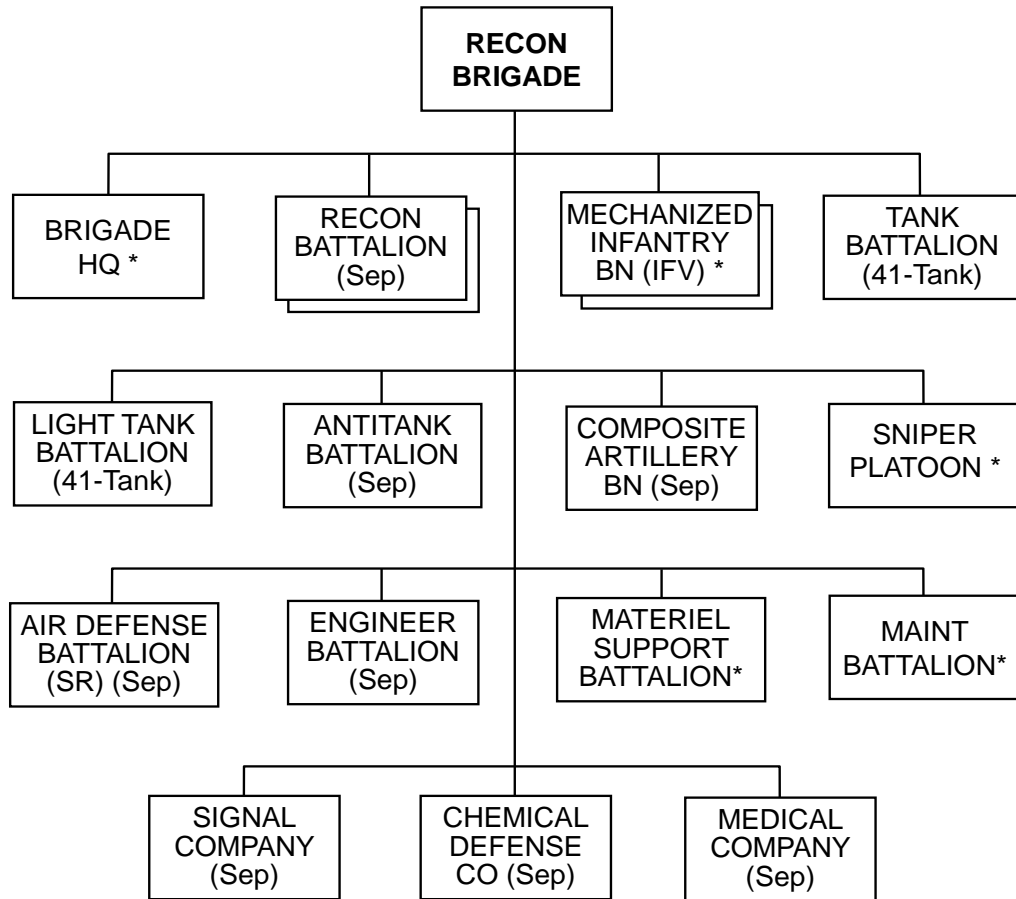 RECON
BRIGADE
BRIGADE
HQ *
RECON
BATTALION
(Sep)
MECHANIZED
INFANTRY
BN (IFV) *
TANK
BATTALION
(41-Tank)
LIGHT TANK
BATTALION
(41-Tank)
ANTITANK
BATTALION
(Sep)
COMPOSITE
ARTILLERY
BN (Sep)
SNIPER
PLATOON *
AIR DEFENSE
BATTALION
(SR) (Sep)
ENGINEER
BATTALION
(Sep)
MATERIEL
SUPPORT
BATTALION*
MAINT
BATTALION*
SIGNAL
COMPANY
(Sep)
CHEMICAL
DEFENSE
CO (Sep)
MEDICAL
COMPANY
(Sep)